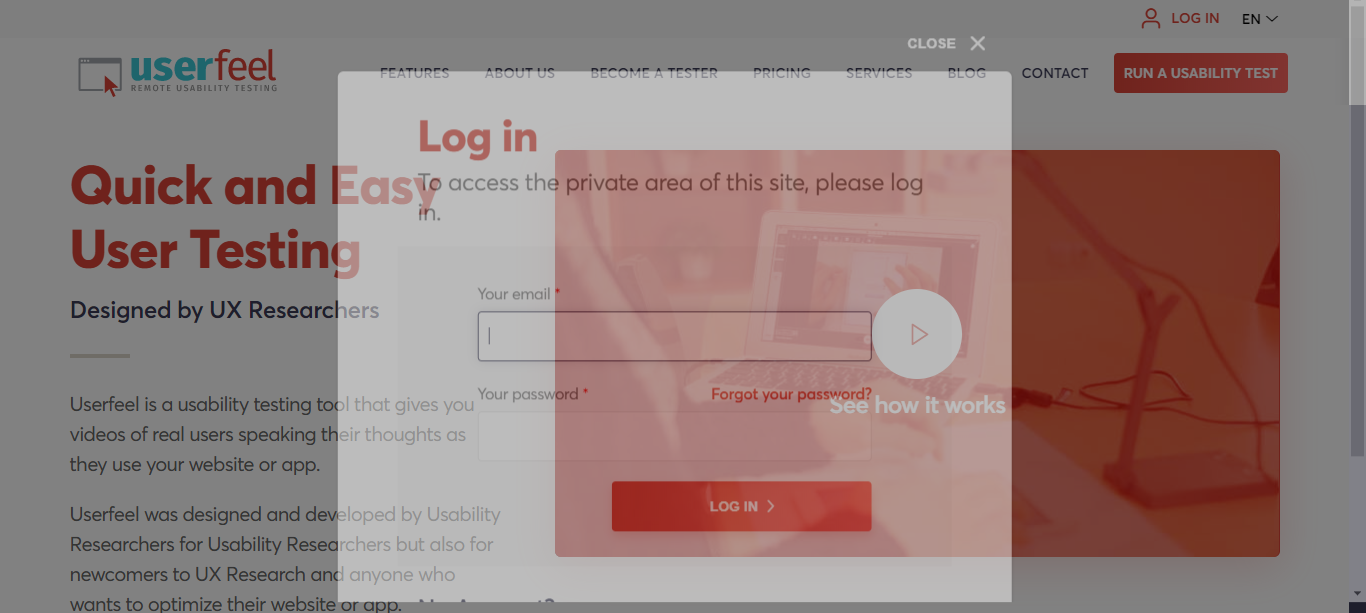 LOG IN
EN
CLOSE
userfeel
REMOTE USABILITY TESTING
FEATURES
ABOUT US
BECOME A TESTER
PRICING
SERVICES
BLOG
CONTACT
RUN A USABILITY TEST
Quick and Easy
User Testing
Designed by UX Researchers
Userfeel is a usability testing tool that gives you
videos of real users speaking their thoughts as
they use your website or app.
Userfeel was designed and developed by Usability
Researchers for Usability Researchers but also for
newcomers to UX Research and anyone who
wants to optimize their website or app.
Log in
To access the private area of this site, please log
in.
Your email *
Your password *
Forgot your password?
See how it works
LOG IN